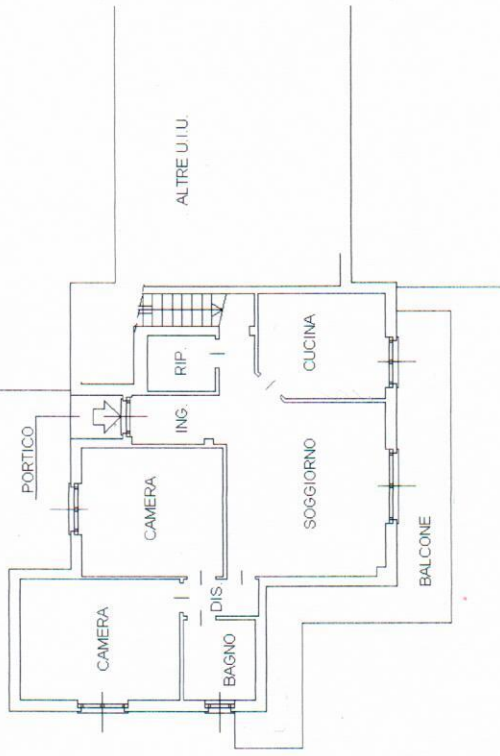 ALTRE U.I.U.
PORTICO
RIP.
ING.
CUCINA
CAMERA
SOGGIORNO
CAMERA
DIS.
BAGNO
BALCONE